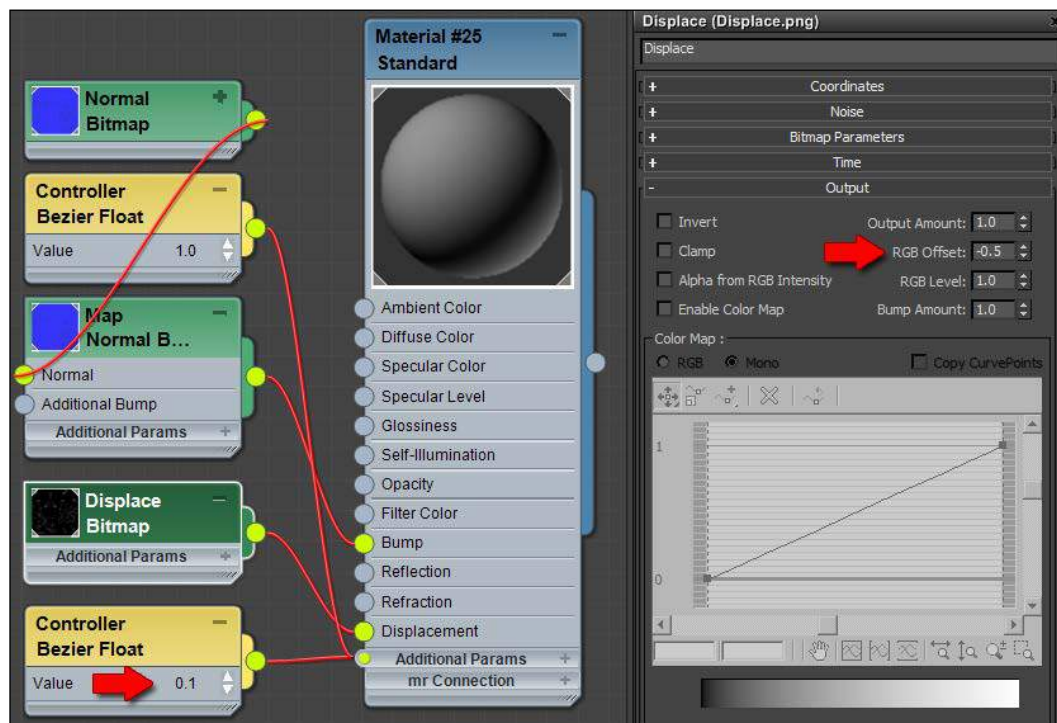 Normal
Bitmap
Controller
Bezier Float
Value 1.0
Map
Normal B...
Normal
Additional Bump
Additional Params
Displace
Bitmap
Additional Params
Controller
Bezier Float
Value 0.1
Material #25
Standard
Ambient Color
Diffuse Color
Specular Color
Specular Level
Glossiness
Self-Illumination
Opacity
Filter Color
Bump
Reflection
Refraction
Displacement
Additional Params
mr Connection
Displace (Displace.png)
Displace
+ Coordinates
+ Noise
+ Bitmap Parameters
+ Time
- Output
Invert Output Amount: 1.0
Clamp RGB Offset: -0.5
Alpha from RGB Intensity RGB Level: 1.0
Enable Color Map Bump Amount: 1.0
Color Map :
RGB Mono Copy CurvePoints
1
0